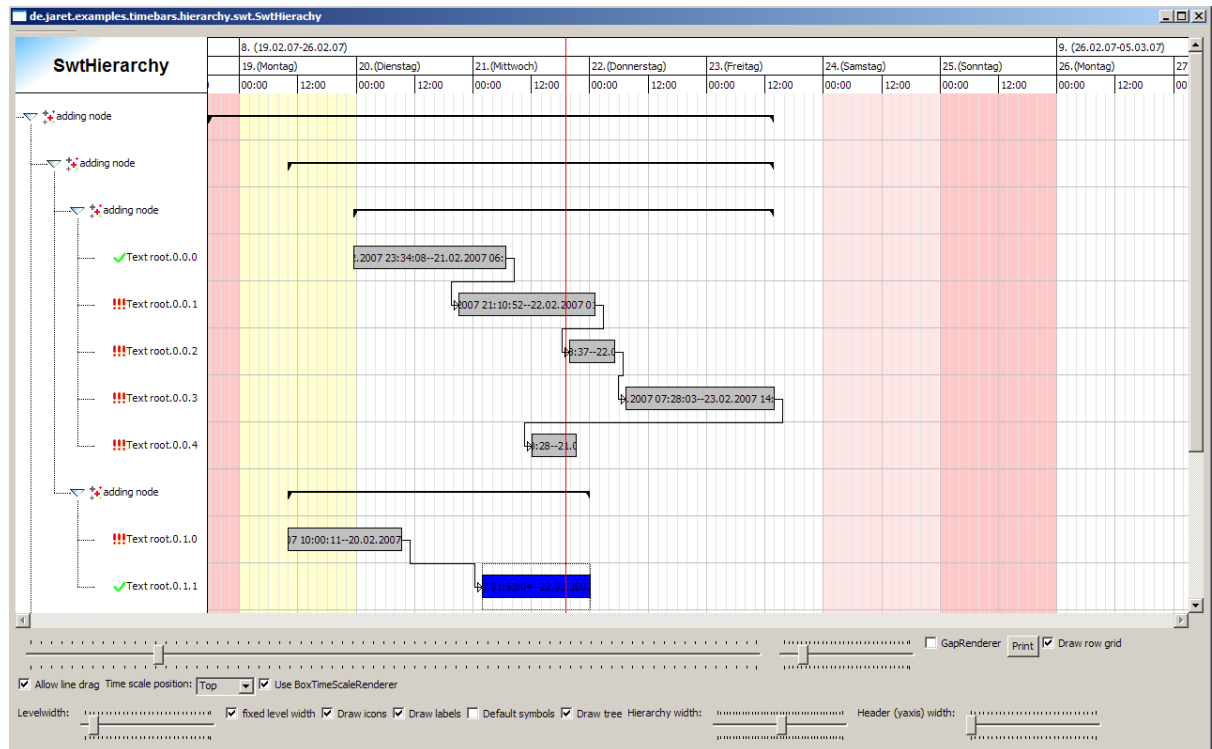 de.jaret.examples.timebars.hierarchy.swt.SwtHierachy
SwtHierarchy
8. (19.02.07-26.02.07) 9. (26.02.07-05.03.07)
19.(Montag) 20.(Dienstag) 21.(Mittwoch) 22.(Donnerstag) 23.(Freitag) 24.(Samstag) 25.(Sonntag) 26.(Montag) 27
00:00 12:00 00:00 12:00 00:00 12:00 00:00 12:00 00:00 12:00 00:00 12:00 00:00 12:00 00:00 12:00 00:
adding node
adding node
adding node
Text root.0.0.0 .2007 23:34:08--21.02.2007 06:
Text root.0.0.1 2007 21:10:52--22.02.2007 01
Text root.0.0.2 8:37--22.0
Text root.0.0.3 .2007 07:28:03--23.02.2007 14:
Text root.0.0.4 0:28--21.0
adding node
Text root.0.1.0 07 10:00:11--20.02.2007
Text root.0.1.1
GapRenderer Print Draw row grid
Allow line drag Time scale position: Top Use BoxTimeScaleRenderer
Levelwidth: fixed level width Draw icons Draw labels Default symbols Draw tree Hierarchy width: Header (yaxis) width: